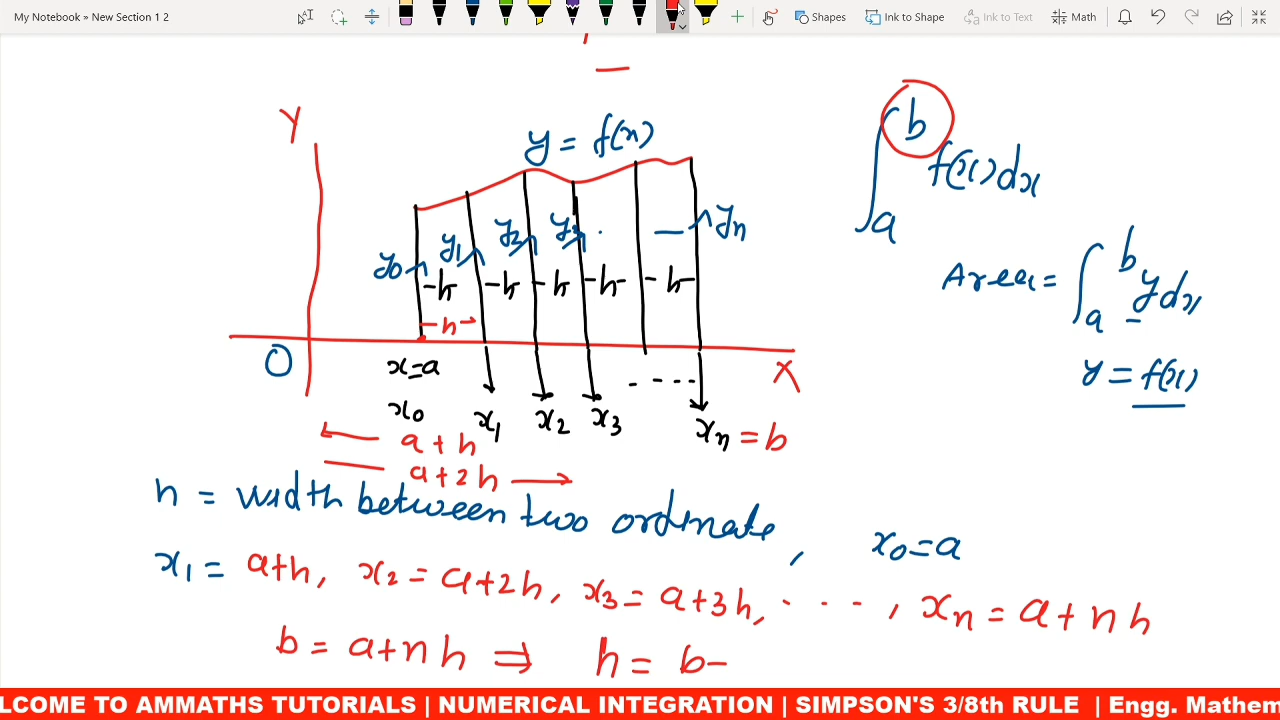 My Notebook » New Section 1 2
Shapes
Ink to Shape
Ink to Text
Math
Y
y = f(x)
b
∫ f(x)dx
a
y0 y1 y2 y3 . — yn
-h -h -h -h- -h-
-h-
Area = ∫ₐᵇ ydx
y = f(x)
O
X
x=a
x0 x1 x2 x3 - - - - - xn = b
a + h
a + 2h
h = width between two ordinate, x0=a
x1 = a+h, x2 = a+2h, x3 = a+3h, . . . . , xn = a + nh
b = a+nh ⇒ h = b-
LCOME TO AMMATHS TUTORIALS | NUMERICAL INTEGRATION | SIMPSON'S 3/8th RULE | Engg. Mathem